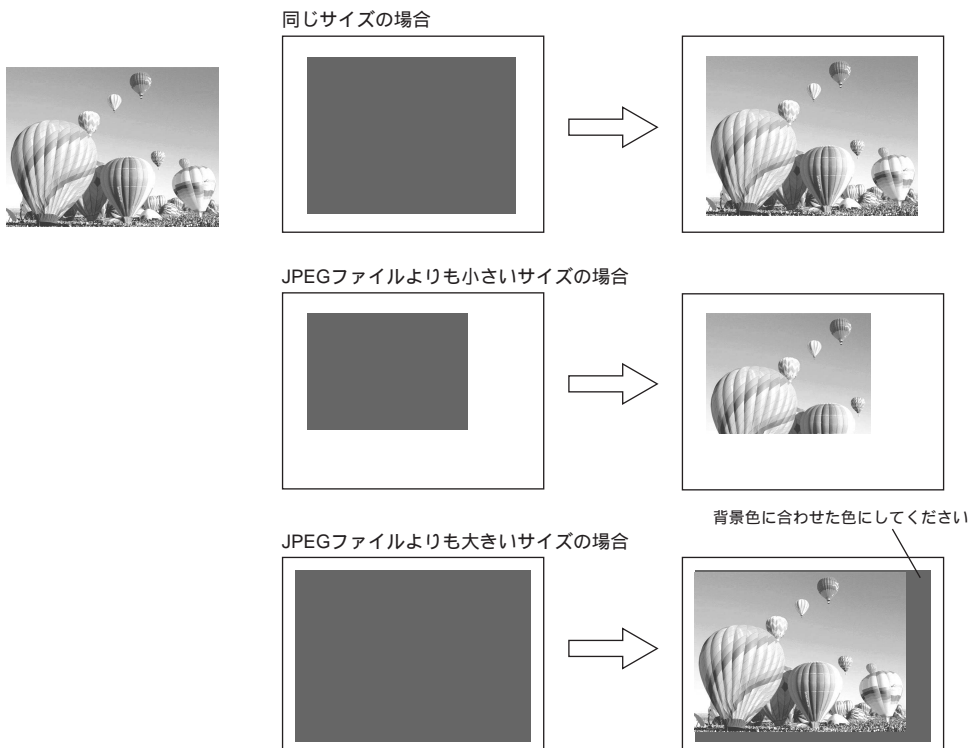 同じサイズの場合
JPEGファイルよりも小さいサイズの場合
背景色に合わせた色にしてください
JPEGファイルよりも大きいサイズの場合